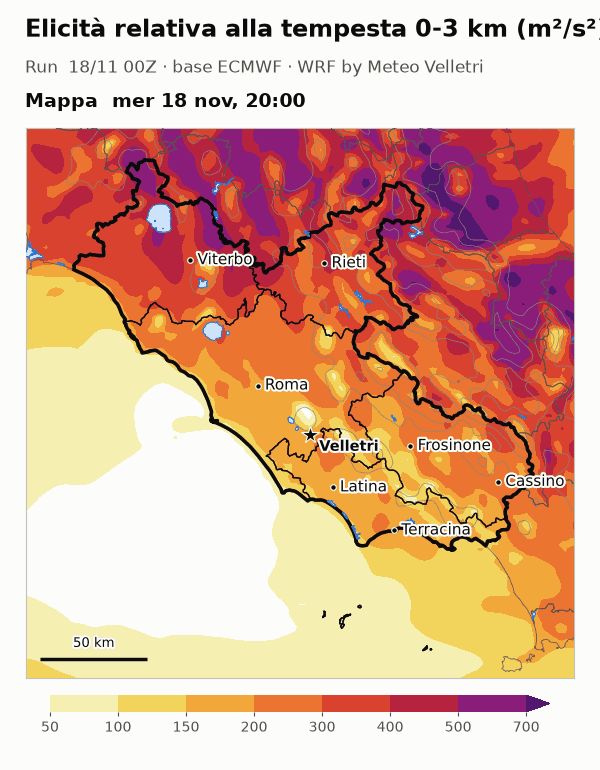 Elicità relativa alla tempesta 0-3 km (m²/s²)
Run 18/11 00Z · base ECMWF · WRF by Meteo Velletri
Mappa mer 18 nov, 20:00
Viterbo
Rieti
Roma
Velletri
Frosinone
Latina
Cassino
Terracina
50 km
50 100 150 200 300 400 500 700